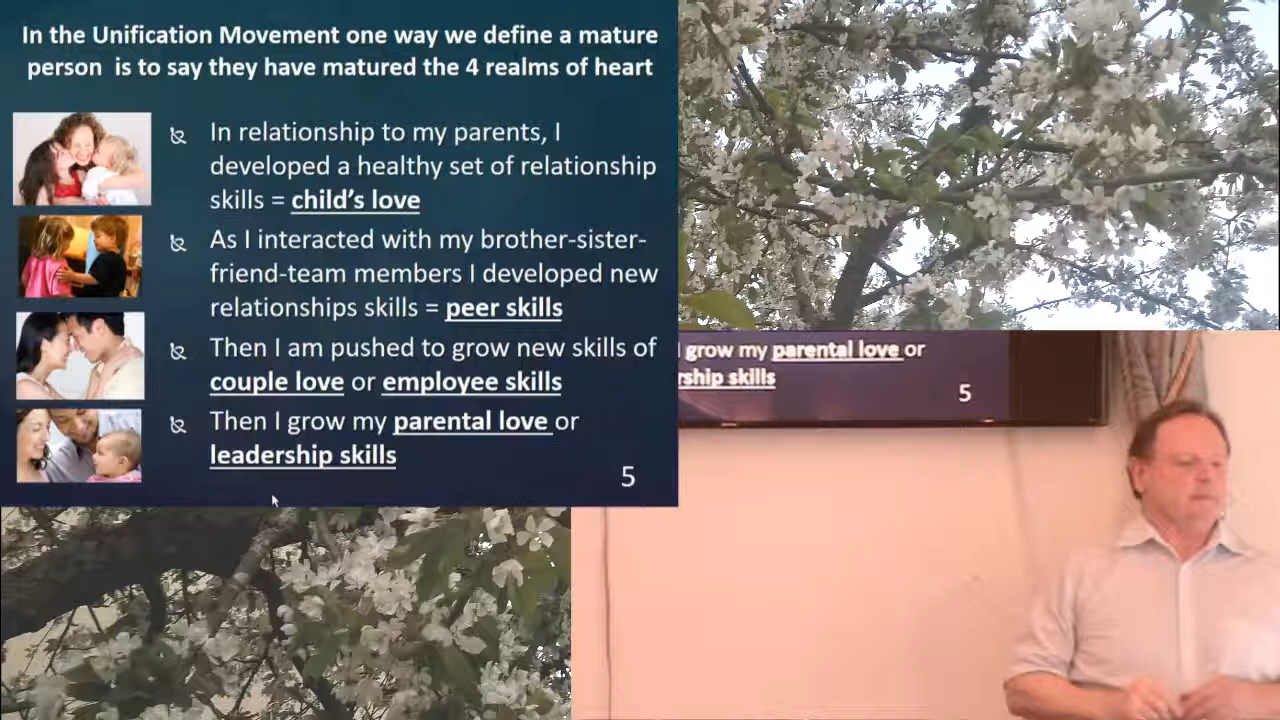 In the Unification Movement one way we define a mature
person is to say they have matured the 4 realms of heart
In relationship to my parents, I
developed a healthy set of relationship
skills = child’s love
As I interacted with my brother-sister-
friend-team members I developed new
relationships skills = peer skills
Then I am pushed to grow new skills of
couple love or employee skills
Then I grow my parental love or
leadership skills
5
grow my parental love or
rship skills
5